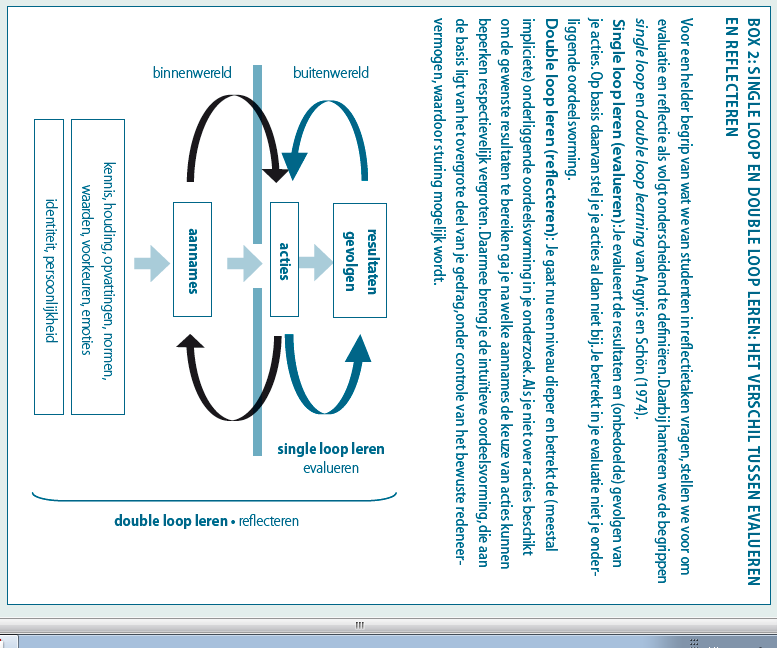 BOX 2: SINGLE LOOP EN DOUBLE LOOP LEREN: HET VERSCHIL TUSSEN EVALUEREN
EN REFLECTEREN
Voor een helder begrip van wat we van studenten in reflectietaken vragen, stellen we voor om
evaluatie en reflectie als volgt onderscheidend te definiëren. Daarbij hanteren we de begrippen
single loop en double loop learning van Argyris en Schön (1974).
Single loop leren (evalueren): Je evalueert de resultaten en (onbedoelde) gevolgen van
je acties. Op basis daarvan stel je je acties al dan niet bij. Je betrekt in je evaluatie niet je onder-
liggende oordeelsvorming.
Double loop leren (reflecteren): Je gaat nu een niveau dieper en betrekt de (meestal
impliciete) onderliggende oordeelsvorming in je onderzoek. Als je niet over acties beschikt
om de gewenste resultaten te bereiken ga je na welke aannames de keuze van acties kunnen
beperken respectievelijk vergroten. Daarmee breng je de intuïtieve oordeelsvorming, die aan
de basis ligt van het overgrote deel van je gedrag, onder controle van het bewuste redeneer-
vermogen, waardoor sturing mogelijk wordt.
binnenwereld
buitenwereld
resultaten
gevolgen
acties
aannames
kennis, houding, opvattingen, normen,
waarden, voorkeuren, emoties
identiteit, persoonlijkheid
single loop leren
evalueren
double loop leren • reflecteren